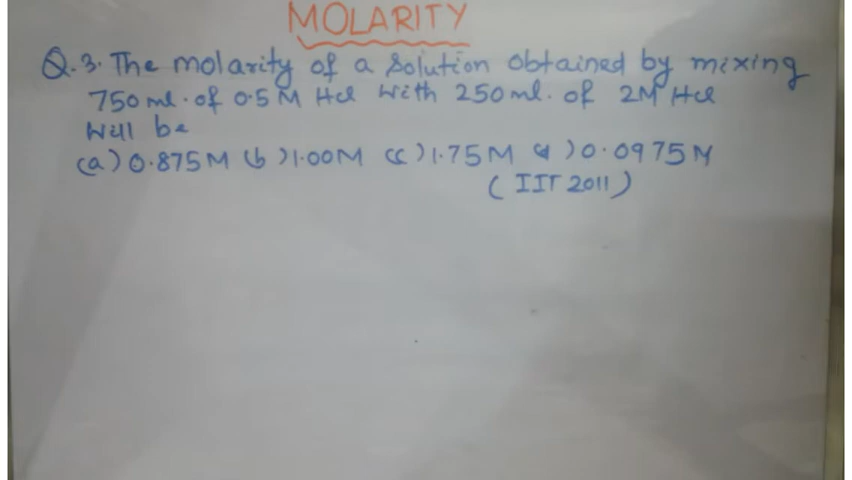 MOLARITY
Q.3. The molarity of a solution obtained by mixing
750 ml. of 0.5 M Hcl with 250 ml. of 2M Hcl
will be
(a) 0.875 M (b) 1.00M (c) 1.75 M (d) 0.0975 M
( IIT 2011 )